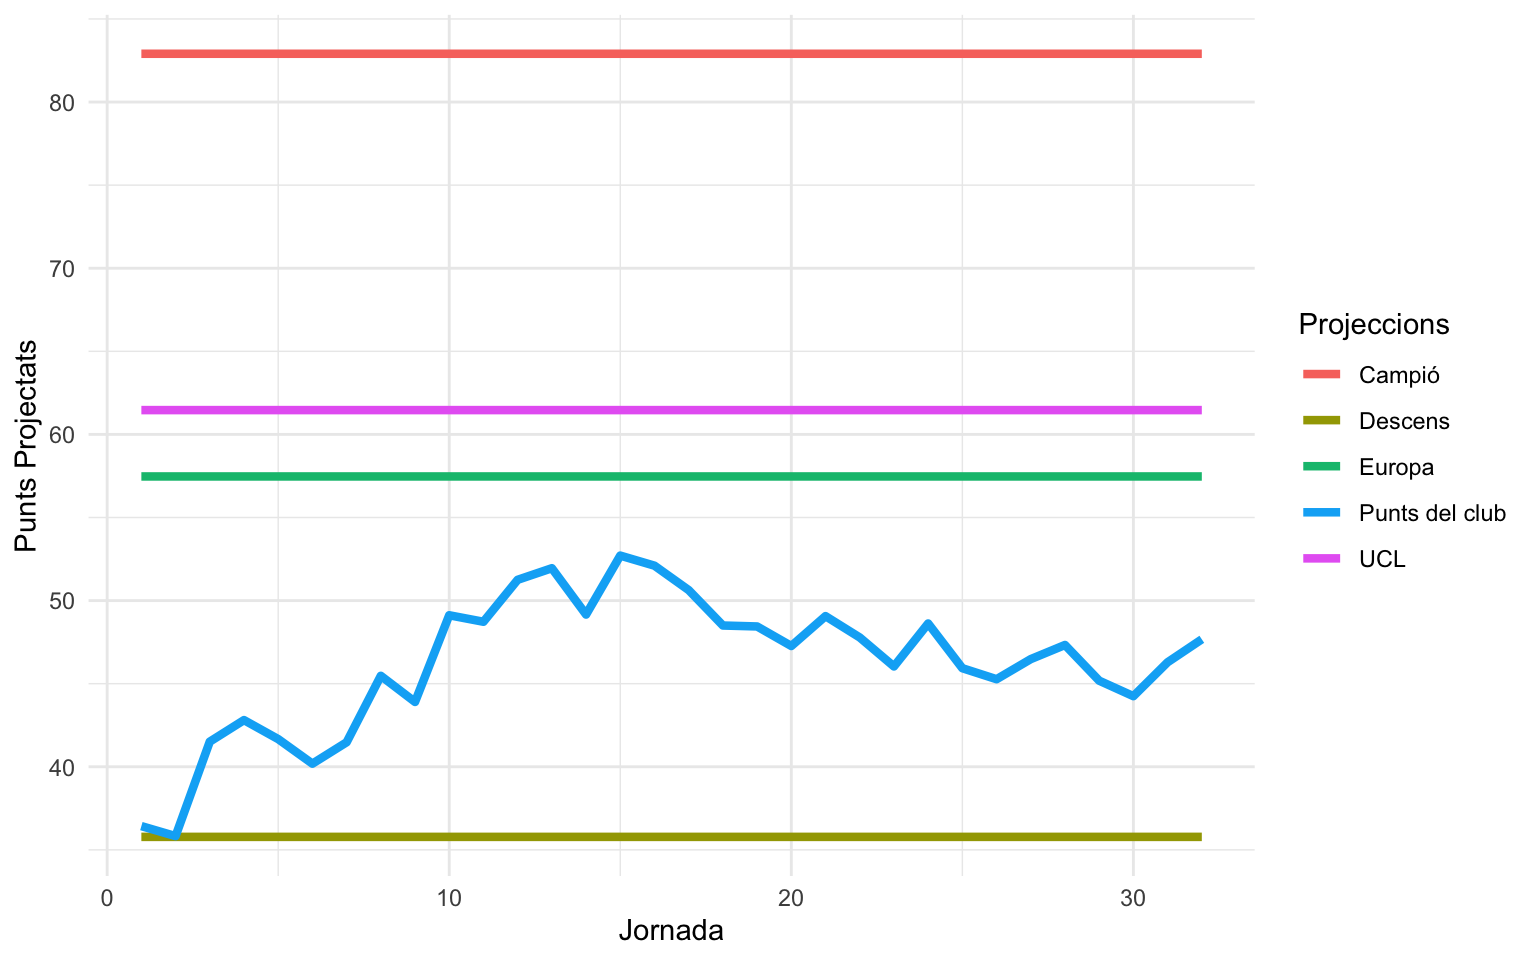 80
70
60
50
40
Punts Projectats
0
10
20
30
Jornada
Projeccions
Campió
Descens
Europa
Punts del club
UCL